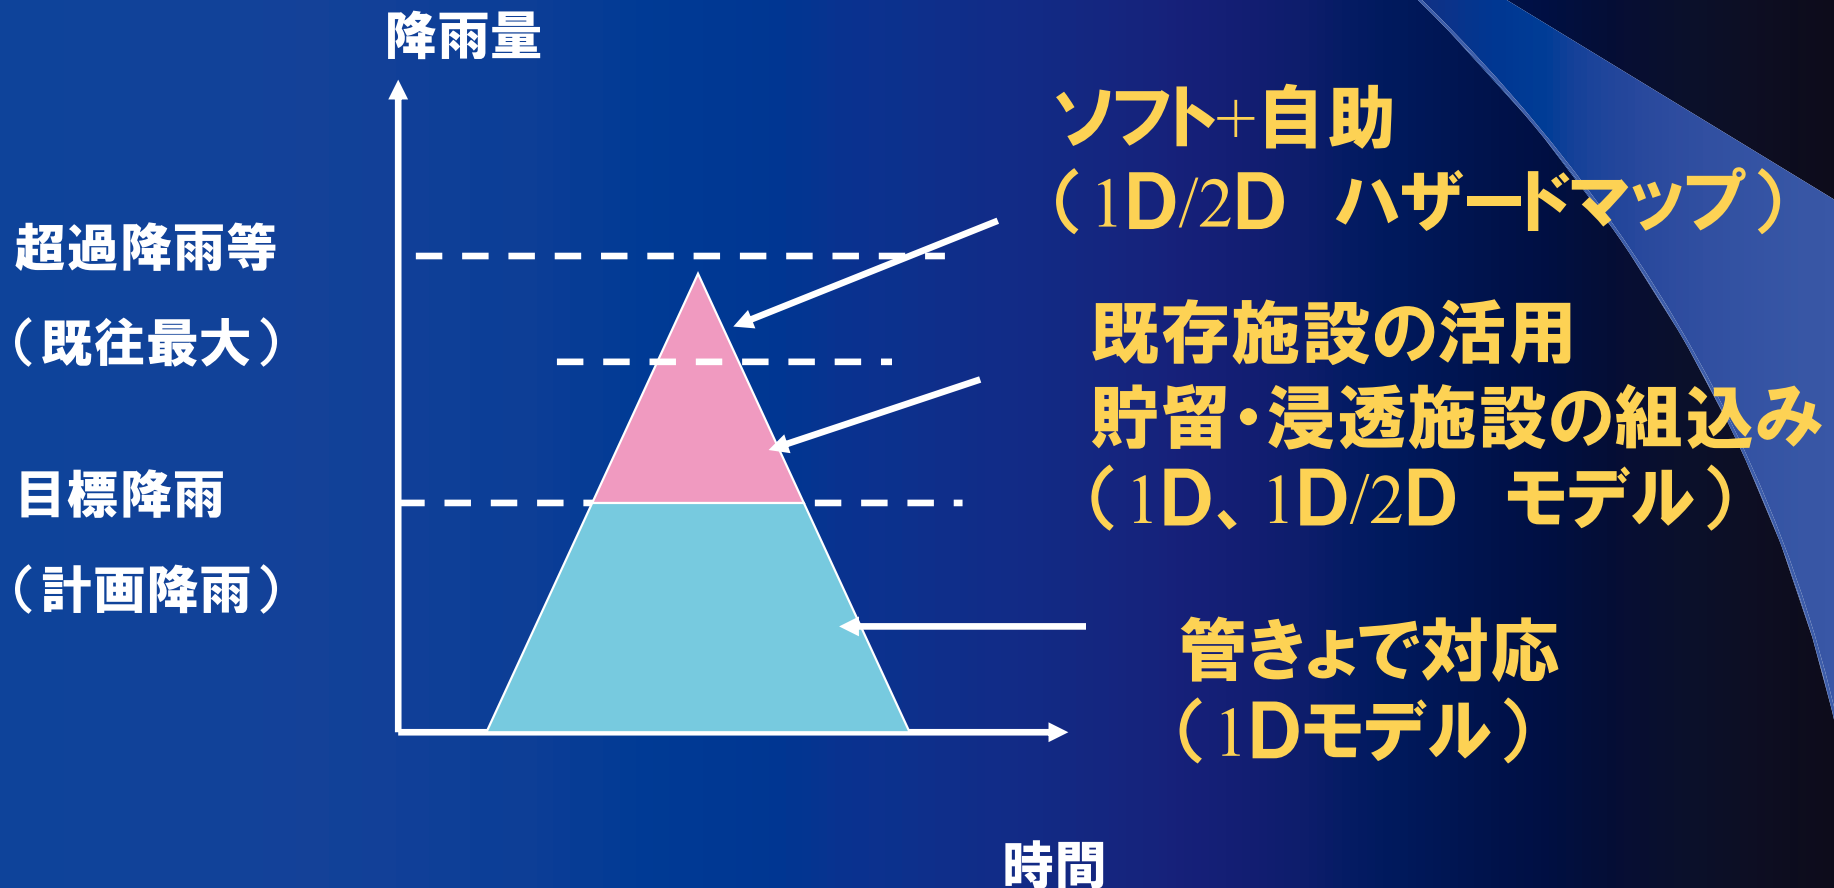 降雨量
ソフト+自助
（1D/2D　ハザードマップ）
超過降雨等
（既往最大）
既存施設の活用
貯留・浸透施設の組込み
（1D、1D/2D　モデル）
目標降雨
（計画降雨）
管きょで対応
（1Dモデル）
時間